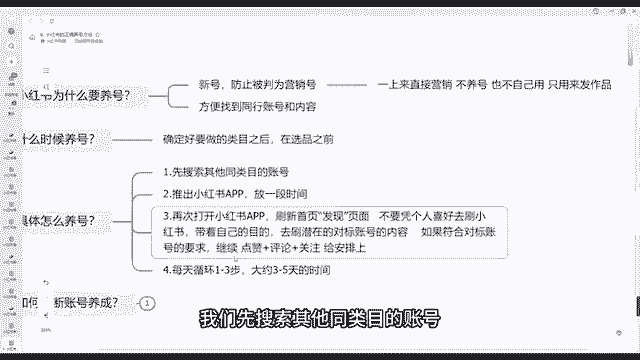 小红书为什么要养号?
新号，防止被判为营销号
一上来直接营销 不养号 也不自己用 只用来发作品
方便找到同行账号和内容
什么时候养号?
确定好要做的类目之后，在选品之前
具体怎么养号?
1.先搜索其他同类目的账号
2.推出小红书APP，放一段时间
3.再次打开小红书APP，刷新首页“发现”页面　不要凭个人喜好去刷小
红书，带着自己的目的，去刷潜在的对标账号的内容　如果符合对标账
号的要求，继续 点赞+评论+关注 给安排上
4.每天循环1-3步，大约3-5天的时间
断账号养成?
1
我们先搜索其他同类目的账号